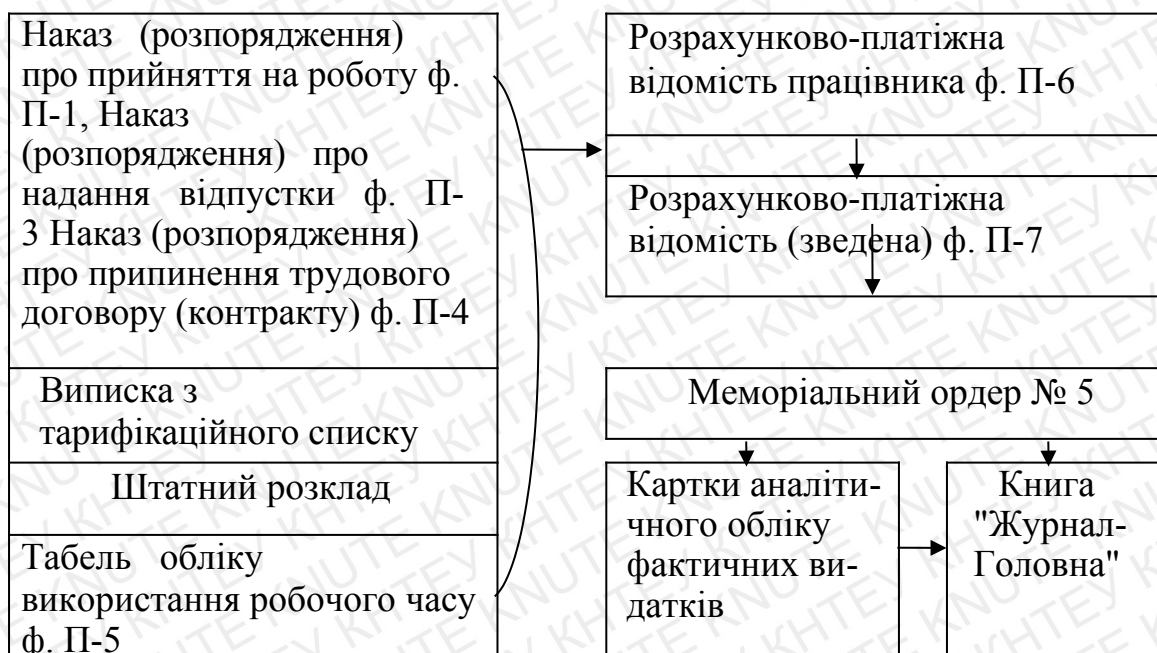 Наказ (розпорядження)
про прийняття на роботу ф.
П-1, Наказ
(розпорядження) про
надання відпустки ф. П-
3 Наказ (розпорядження)
про припинення трудового
договору (контракту) ф. П-4
Виписка з
тарифікаційного списку
Штатний розклад
Табель обліку
використання робочого часу
ф. П-5
Розрахунково-платіжна
відомість працівника ф. П-6
Розрахунково-платіжна
відомість (зведена) ф. П-7
Меморіальний ордер № 5
Картки аналіти-
чного обліку
фактичних ви-
датків
Книга
"Журнал-
Головна"